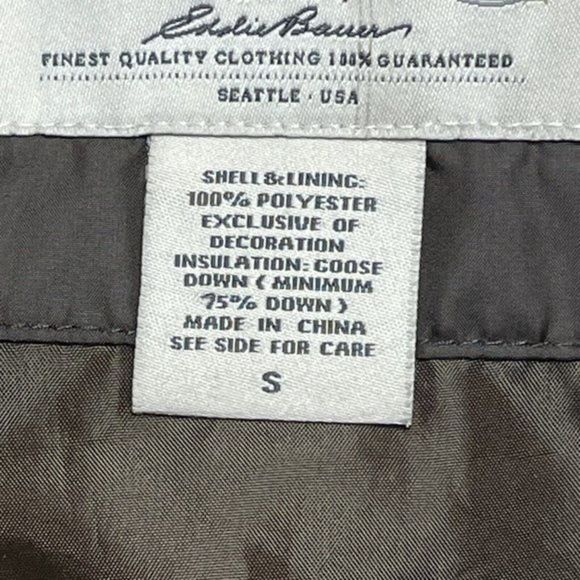 Eddie Bauer
FINEST QUALITY CLOTHING 100% GUARANTEED
SEATTLE · USA
SHELL & LINING:
100% POLYESTER
EXCLUSIVE OF
DECORATION
INSULATION: GOOSE
DOWN ( MINIMUM
75% DOWN )
MADE IN CHINA
SEE SIDE FOR CARE
S